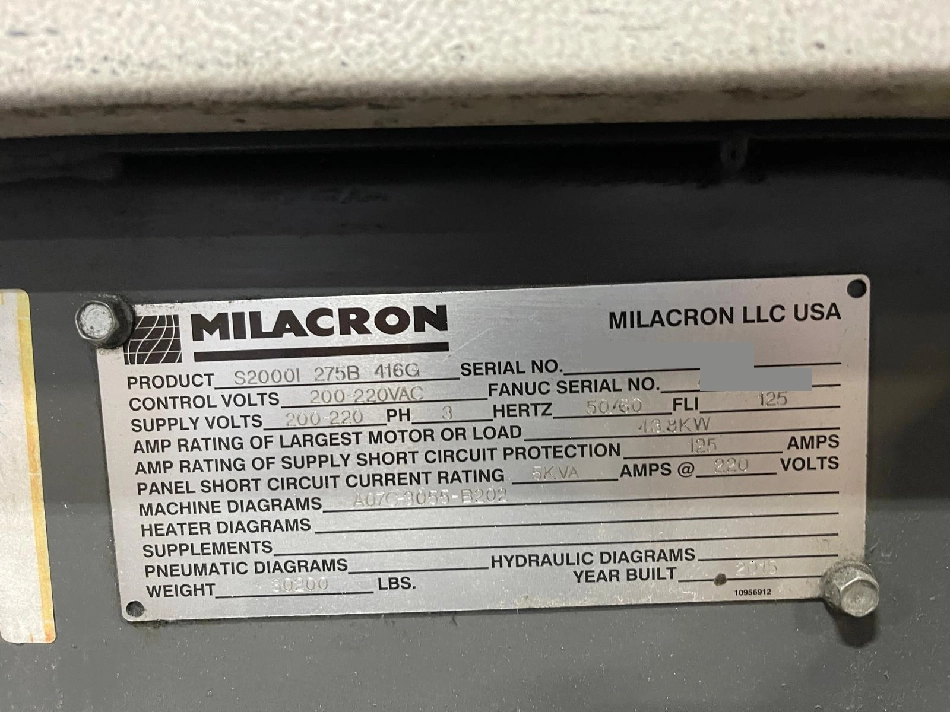 MILACRON
MILACRON LLC USA
PRODUCT S2000I 275B 416G SERIAL NO.
CONTROL VOLTS 200-220VAC FANUC SERIAL NO.
SUPPLY VOLTS 200-220 PH 3 HERTZ 50/60 FLI 125
AMP RATING OF LARGEST MOTOR OR LOAD 43.8KW
AMP RATING OF SUPPLY SHORT CIRCUIT PROTECTION 125 AMPS
PANEL SHORT CIRCUIT CURRENT RATING 5KVA AMPS @ 220 VOLTS
MACHINE DIAGRAMS
HEATER DIAGRAMS
SUPPLEMENTS
PNEUMATIC DIAGRAMS HYDRAULIC DIAGRAMS
WEIGHT LBS. YEAR BUILT
10956912